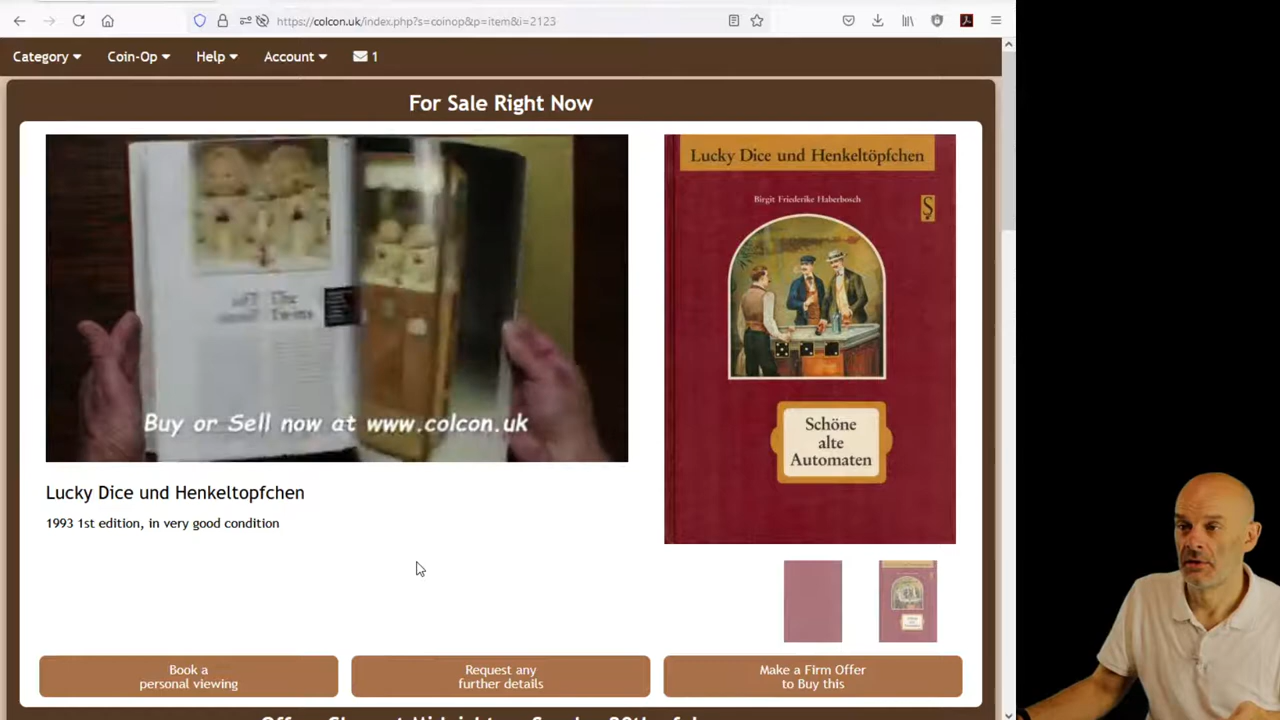 https://colcon.uk/index.php?s=coinop&p=item&i=2123
Category Coin-Op Help Account 1
For Sale Right Now
The
Twins
Buy or Sell now at www.colcon.uk
Lucky Dice und Henkeltöpfchen
Birgit Friederike Haberbosch
Schöne
alte
Automaten
Lucky Dice und Henkeltopfchen
1993 1st edition, in very good condition
Book a
personal viewing
Request any
further details
Make a Firm Offer
to Buy this